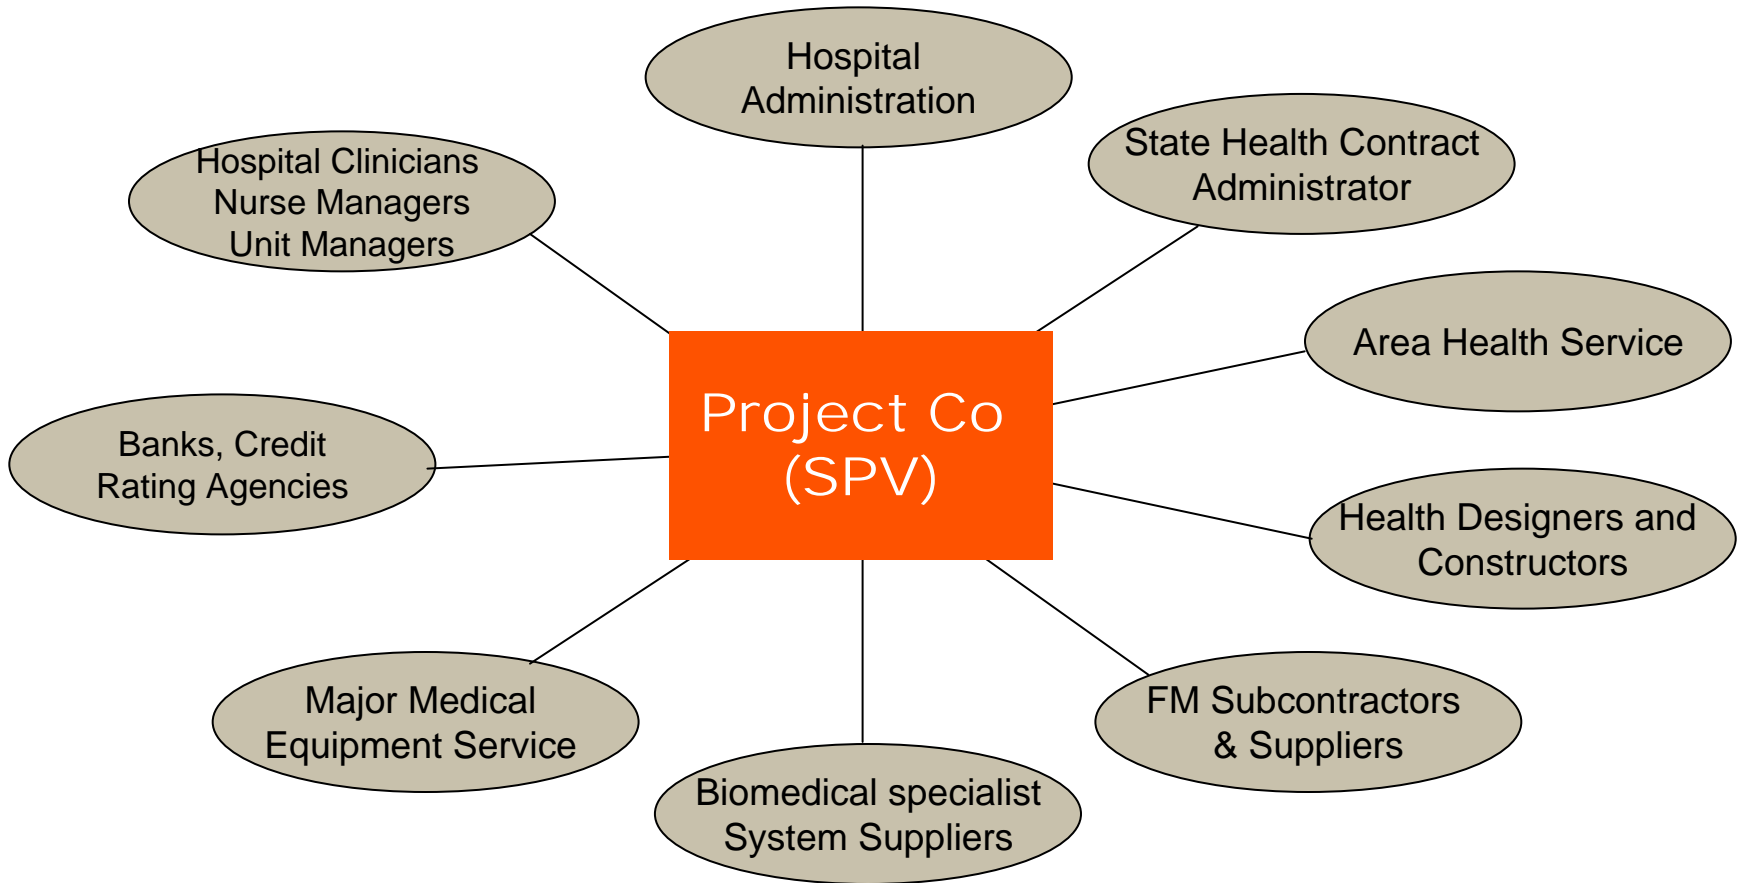 Hospital
Administration
State Health Contract
Administrator
Hospital Clinicians
Nurse Managers
Unit Managers
Area Health Service
Project Co
(SPV)
Banks, Credit
Rating Agencies
Health Designers and
Constructors
Major Medical
Equipment Service
FM Subcontractors
& Suppliers
Biomedical specialist
System Suppliers